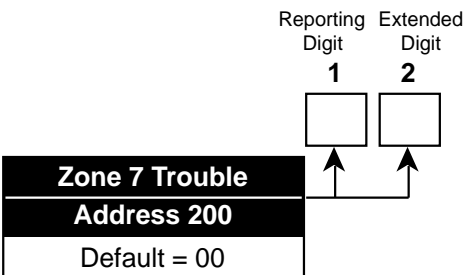 Reporting Extended
Digit Digit
1 2
Zone 7 Trouble
Address 200
Default = 00